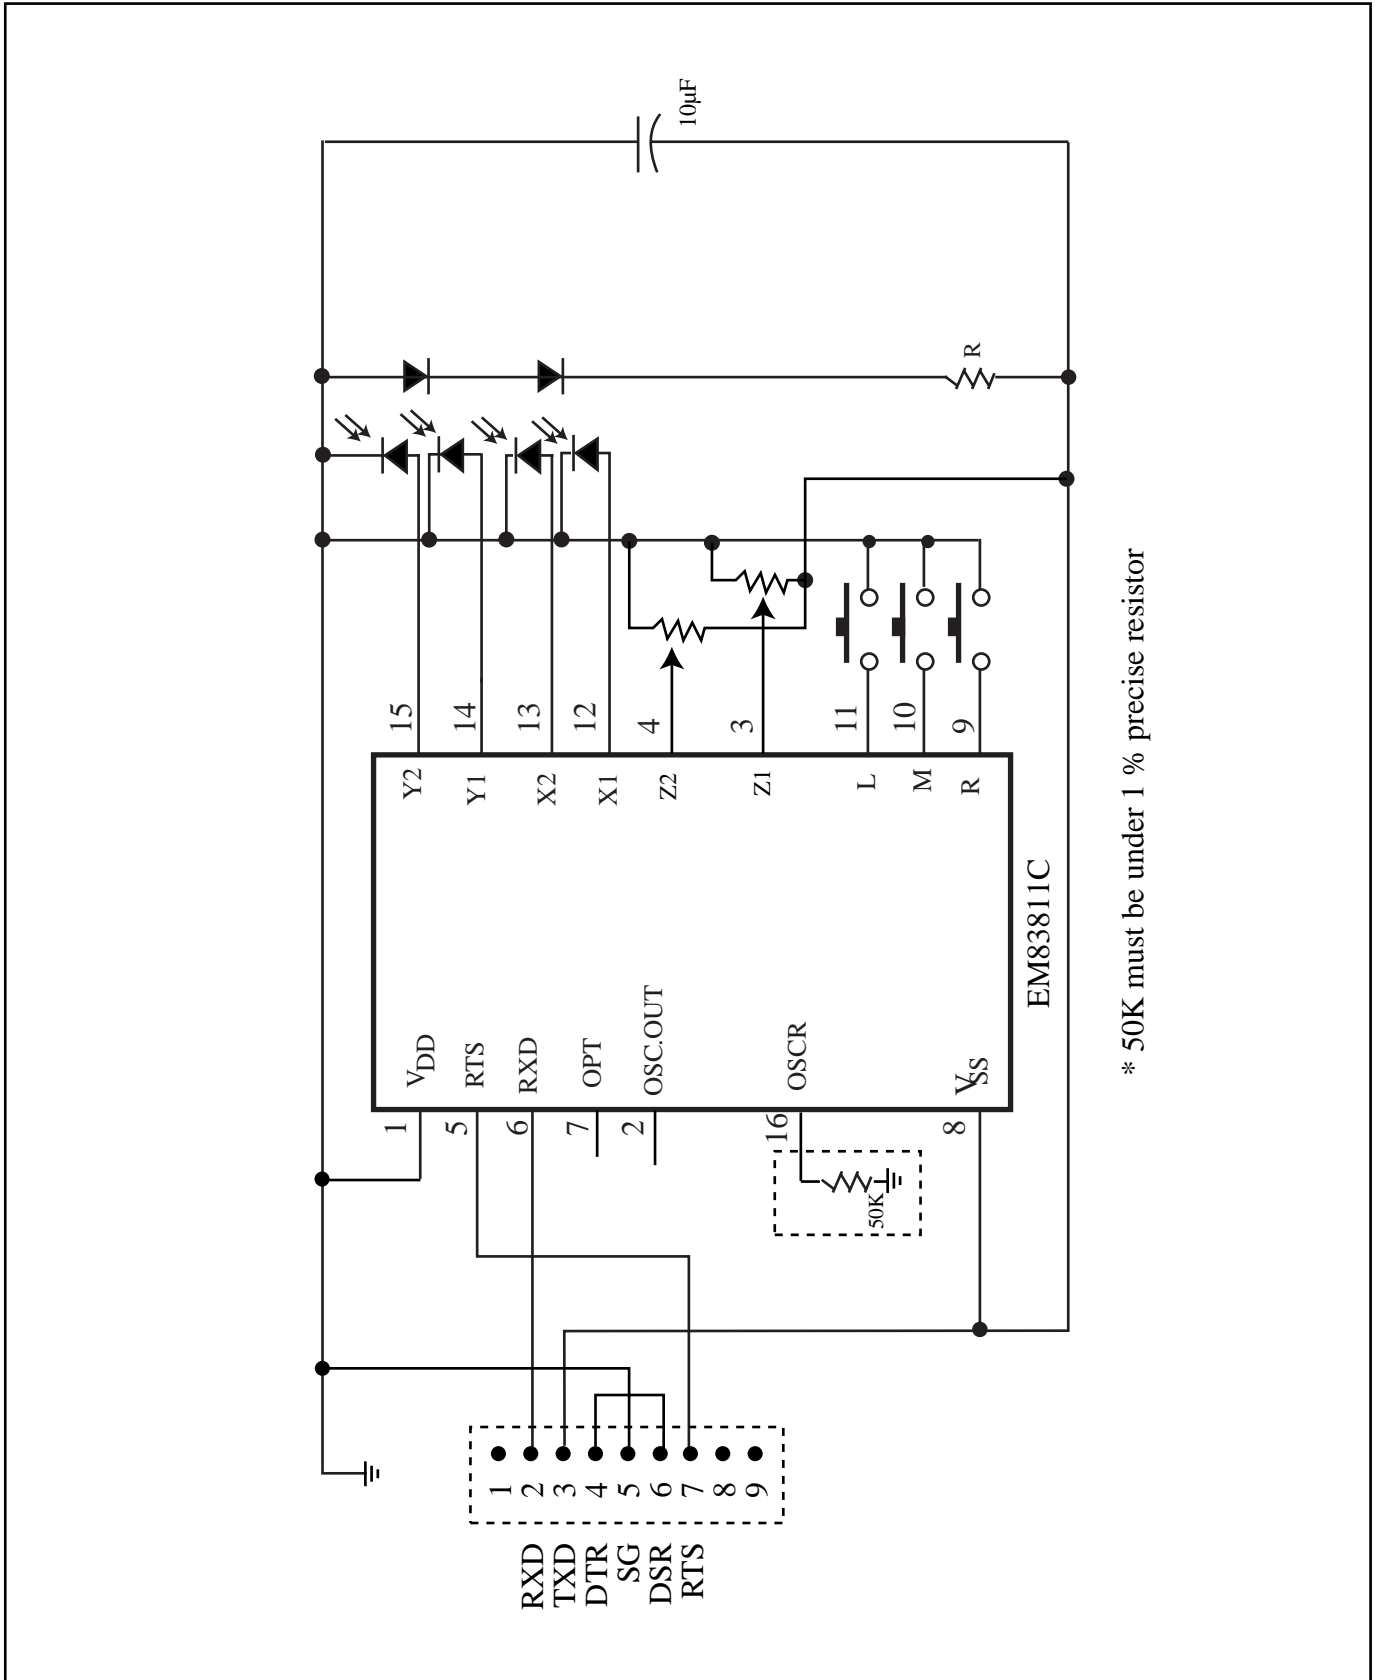 10µF
R
15
14
13
12
4
3
11
10
9
Y2
Y1
X2
X1
Z2
Z1
L
M
R
EM83811C
VDD
RTS
RXD
OPT
OSC.OUT
OSCR
VSS
1
5
6
7
2
16
8
50K
1
2
3
4
5
6
7
8
9
RXD
TXD
DTR
SG
DSR
RTS
* 50K must be under 1 % precise resistor